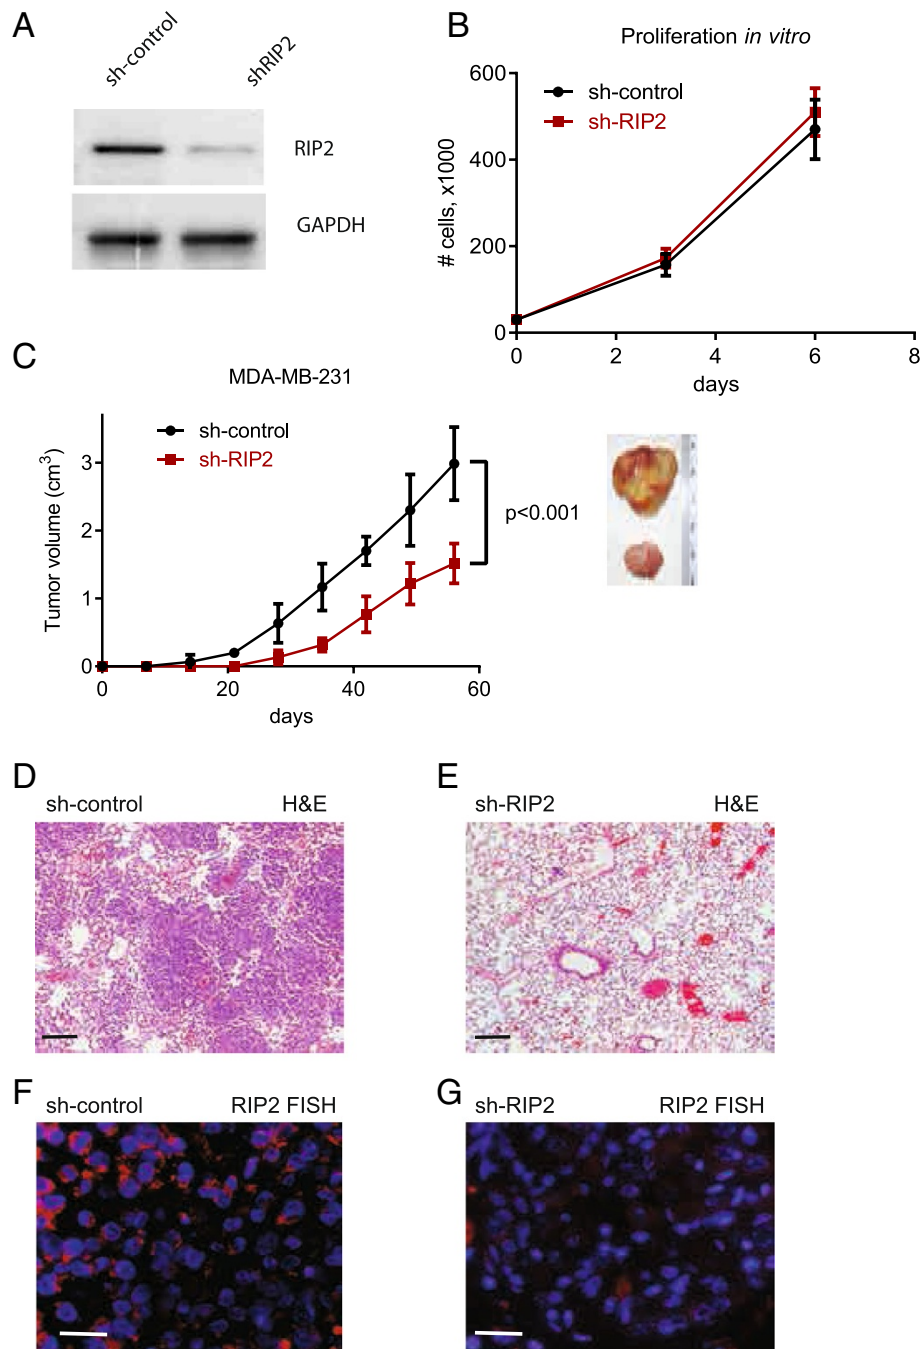 A
sh-control
shRIP2
RIP2
GAPDH
B
Proliferation in vitro
600
400
200
0
# cells, x1000
sh-control
sh-RIP2
0 2 4 6 8
days
C
MDA-MB-231
sh-control
sh-RIP2
3
2
1
0
Tumor volume (cm³)
p<0.001
0 20 40 60
days
D
sh-control H&E
E
sh-RIP2 H&E
F
sh-control RIP2 FISH
G
sh-RIP2 RIP2 FISH